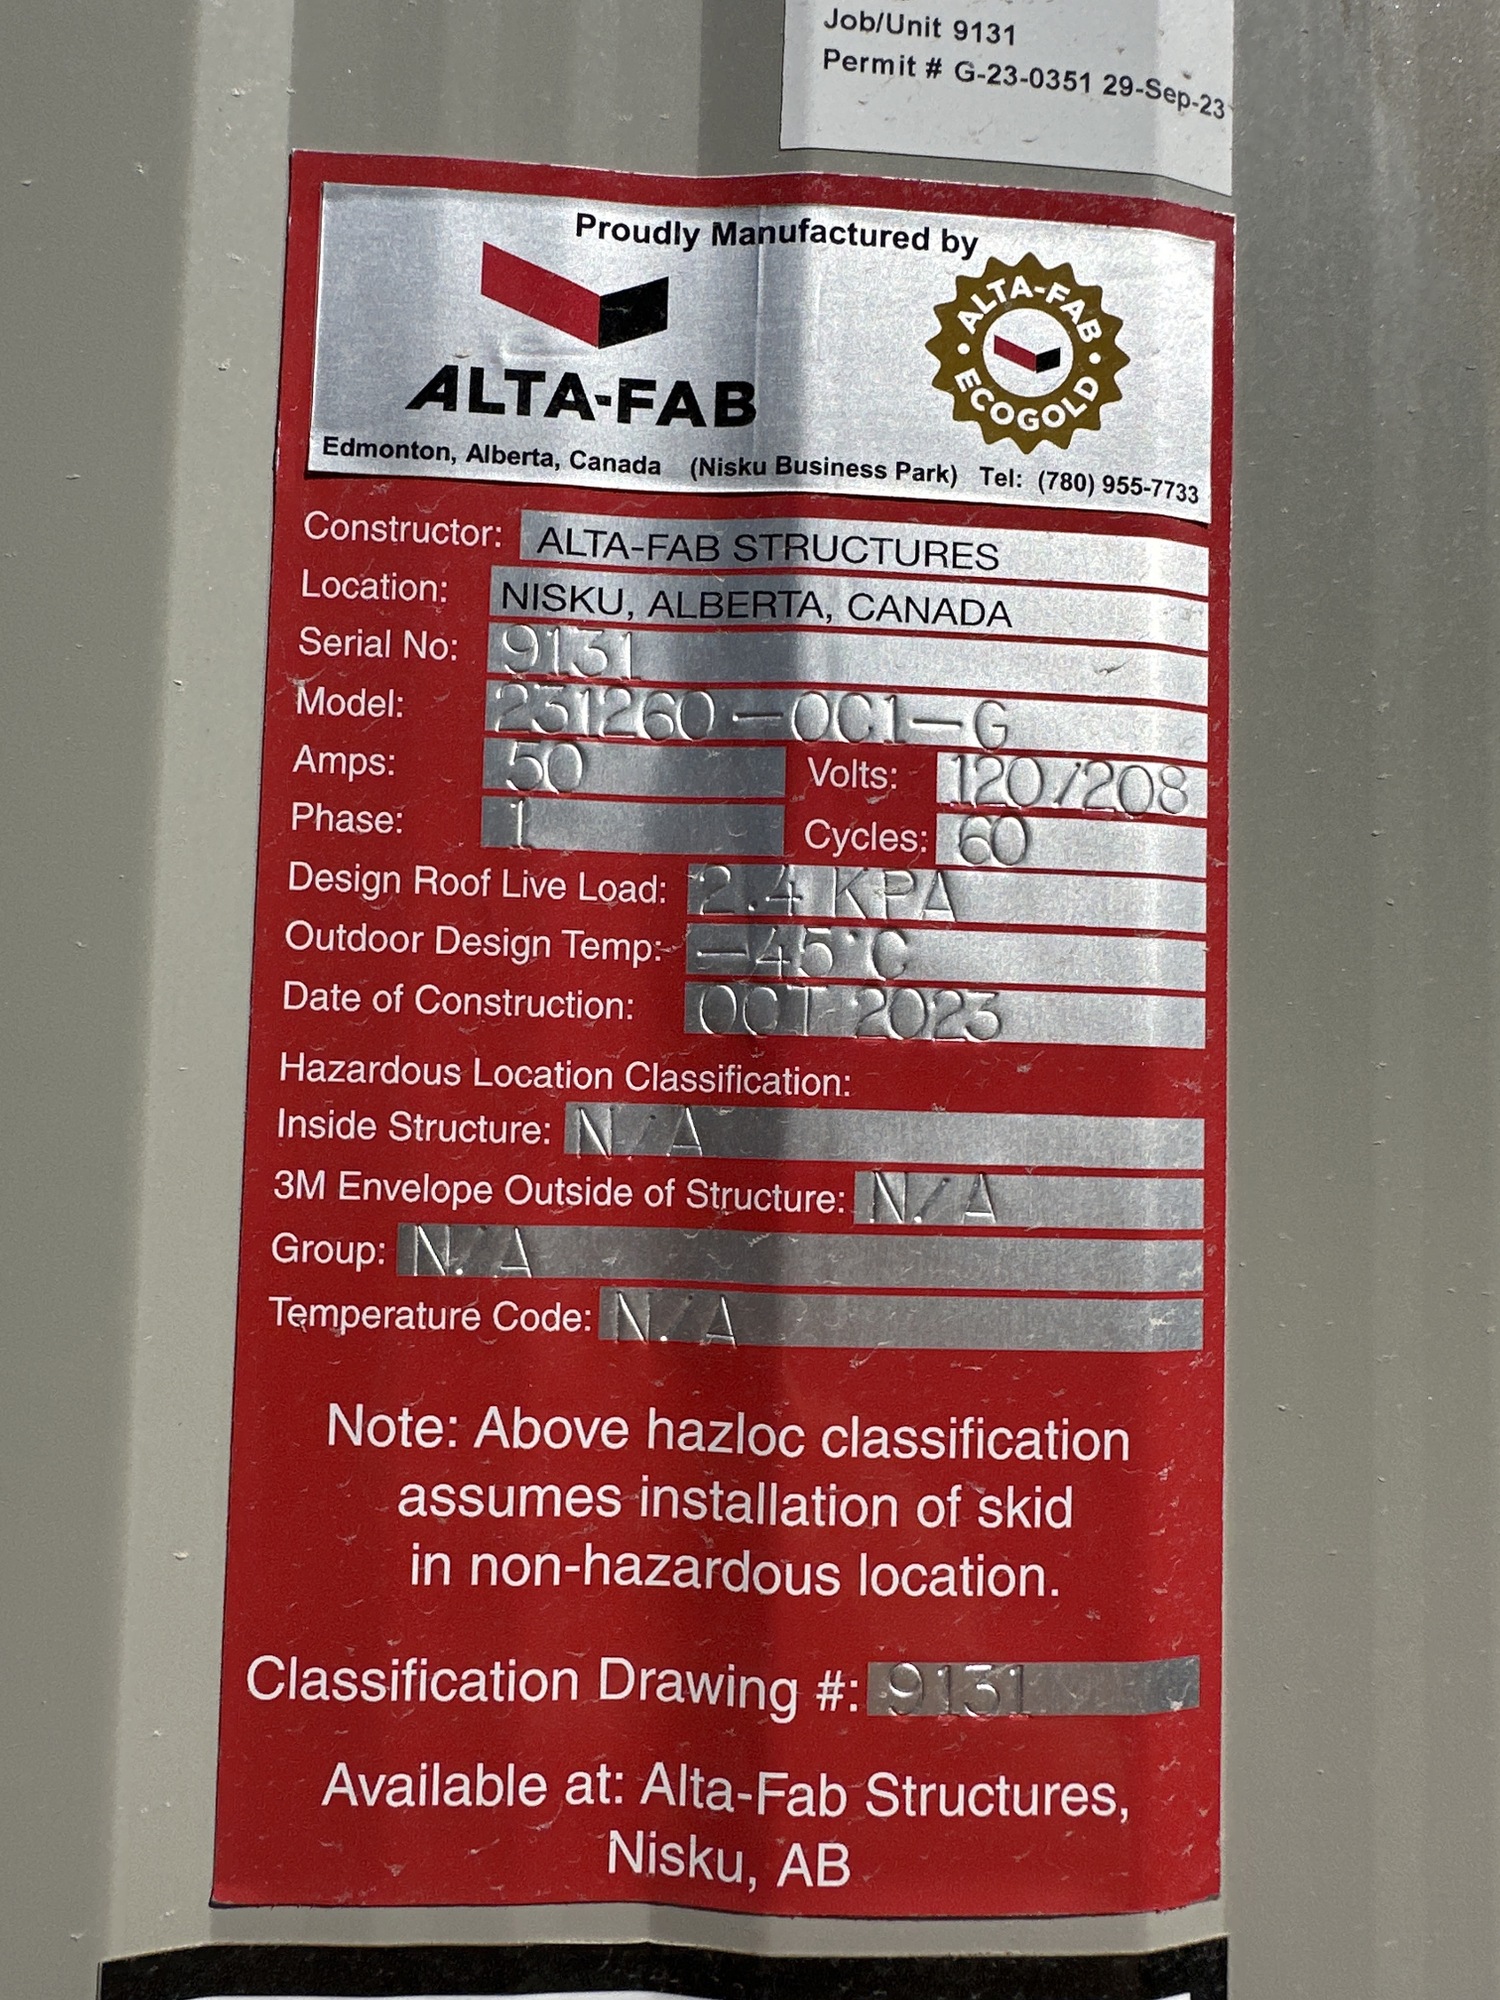 Job/Unit 9131
Permit # G-23-0351 29-Sep-23
Proudly Manufactured by
ALTA-FAB
ALTA-FAB
ECOGOLD
Edmonton, Alberta, Canada (Nisku Business Park) Tel: (780) 955-7733
Constructor: ALTA-FAB STRUCTURES
Location: NISKU, ALBERTA, CANADA
Serial No: 9131
Model: 231260-OC1-G
Amps: 50 Volts: 120/208
Phase: 1 Cycles: 60
Design Roof Live Load: 2.4 KPA
Outdoor Design Temp: -45°C
Date of Construction: OCT 2023
Hazardous Location Classification:
Inside Structure: N/A
3M Envelope Outside of Structure: N/A
Group: N/A
Temperature Code: N/A
Note: Above hazloc classification
assumes installation of skid
in non-hazardous location.
Classification Drawing #: 9131
Available at: Alta-Fab Structures,
Nisku, AB